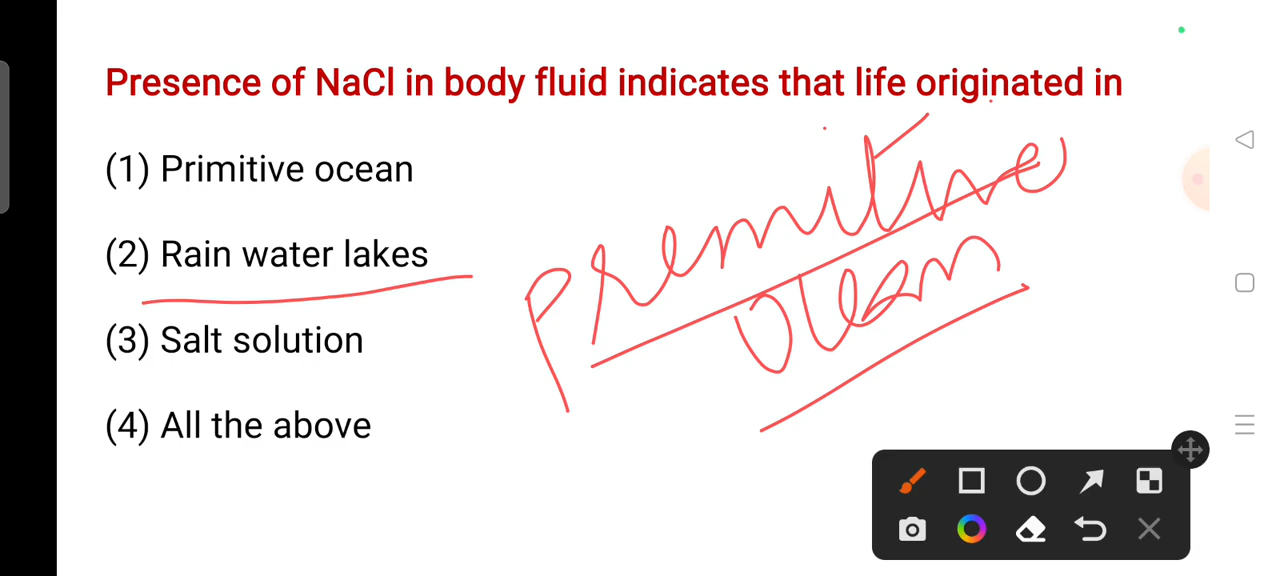 Presence of NaCl in body fluid indicates that life originated in
(1) Primitive ocean
(2) Rain water lakes
(3) Salt solution
(4) All the above
Premitive
Ocean